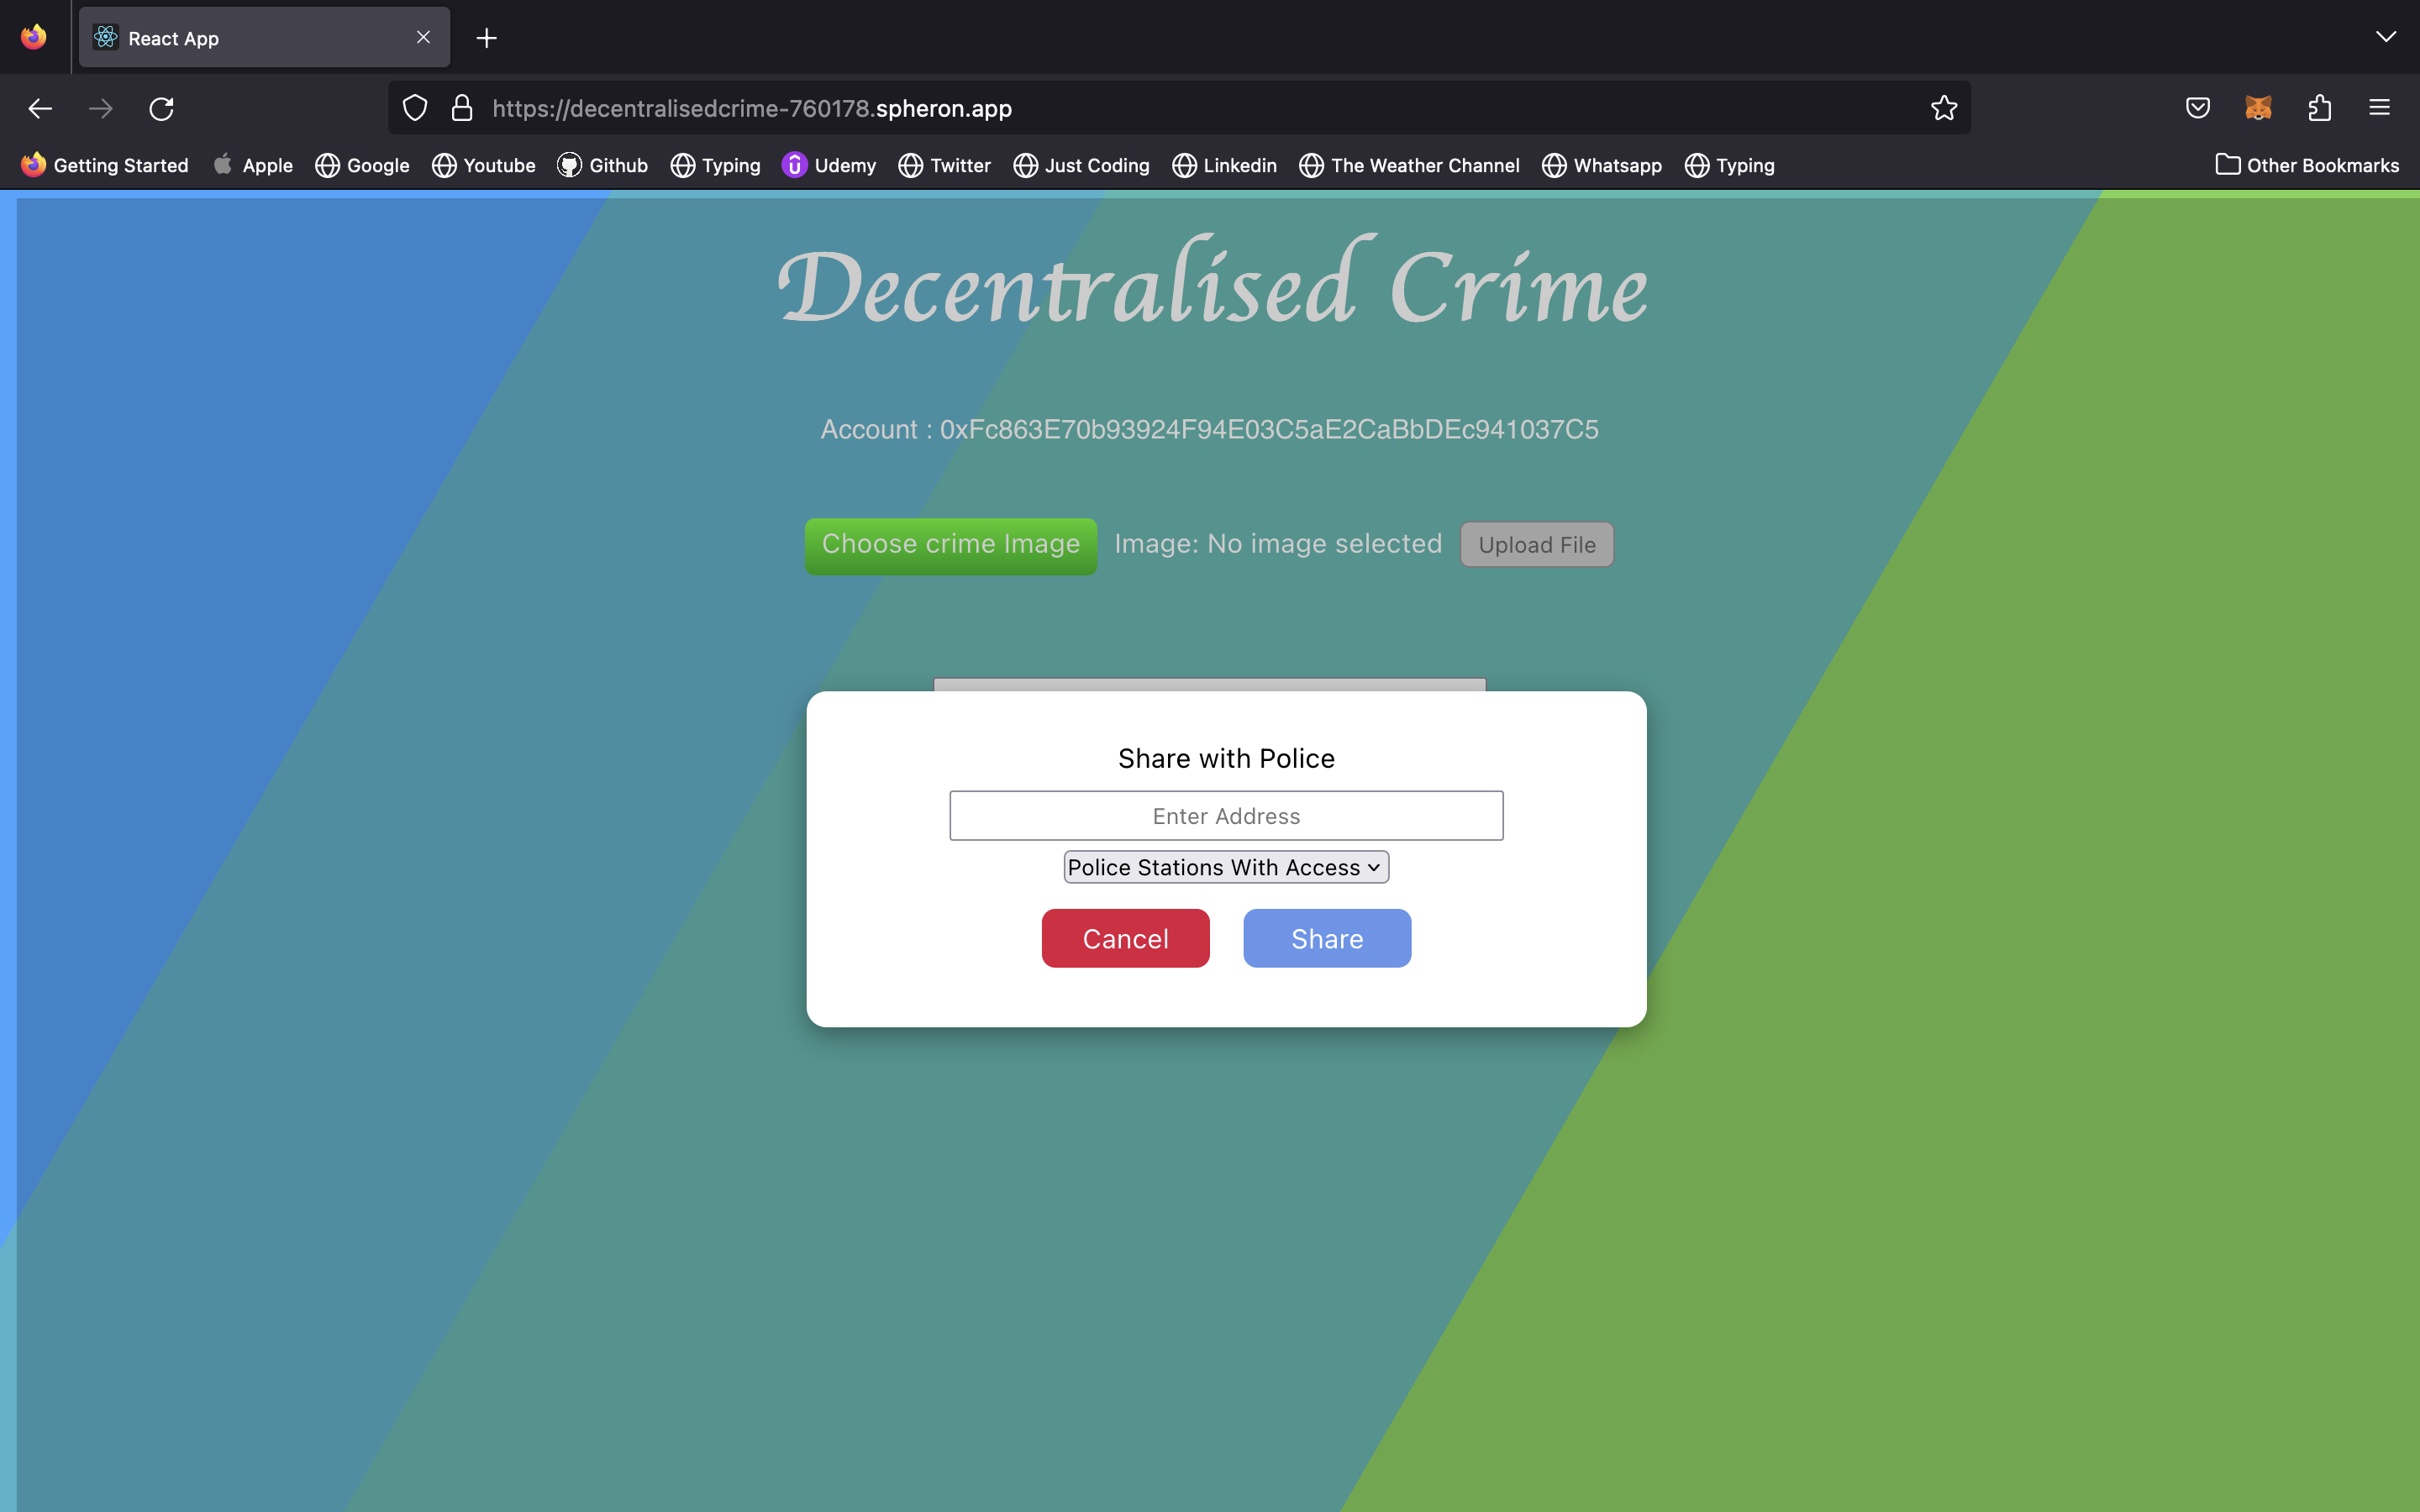 React App
https://decentralisedcrime-760178.spheron.app
Getting Started Apple Google Youtube Github Typing Udemy Twitter Just Coding Linkedin The Weather Channel Whatsapp Typing Other Bookmarks
Decentralised Crime
Account : 0xFc863E70b93924F94E03C5aE2CaBbDEc941037C5
Choose crime Image Image: No image selected Upload File
Share with Police
Enter Address
Police Stations With Access
Cancel Share